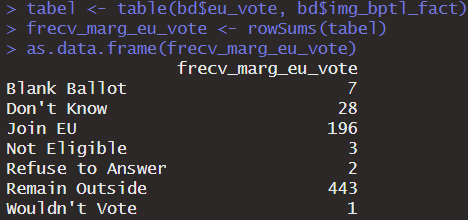 > tabel <- table(bd$eu_vote, bd$img_bptl_fact)
> frecv_marg_eu_vote <- rowSums(tabel)
> as.data.frame(frecv_marg_eu_vote)
frecv_marg_eu_vote
Blank Ballot 7
Don't Know 28
Join EU 196
Not Eligible 3
Refuse to Answer 2
Remain Outside 443
Wouldn't Vote 1